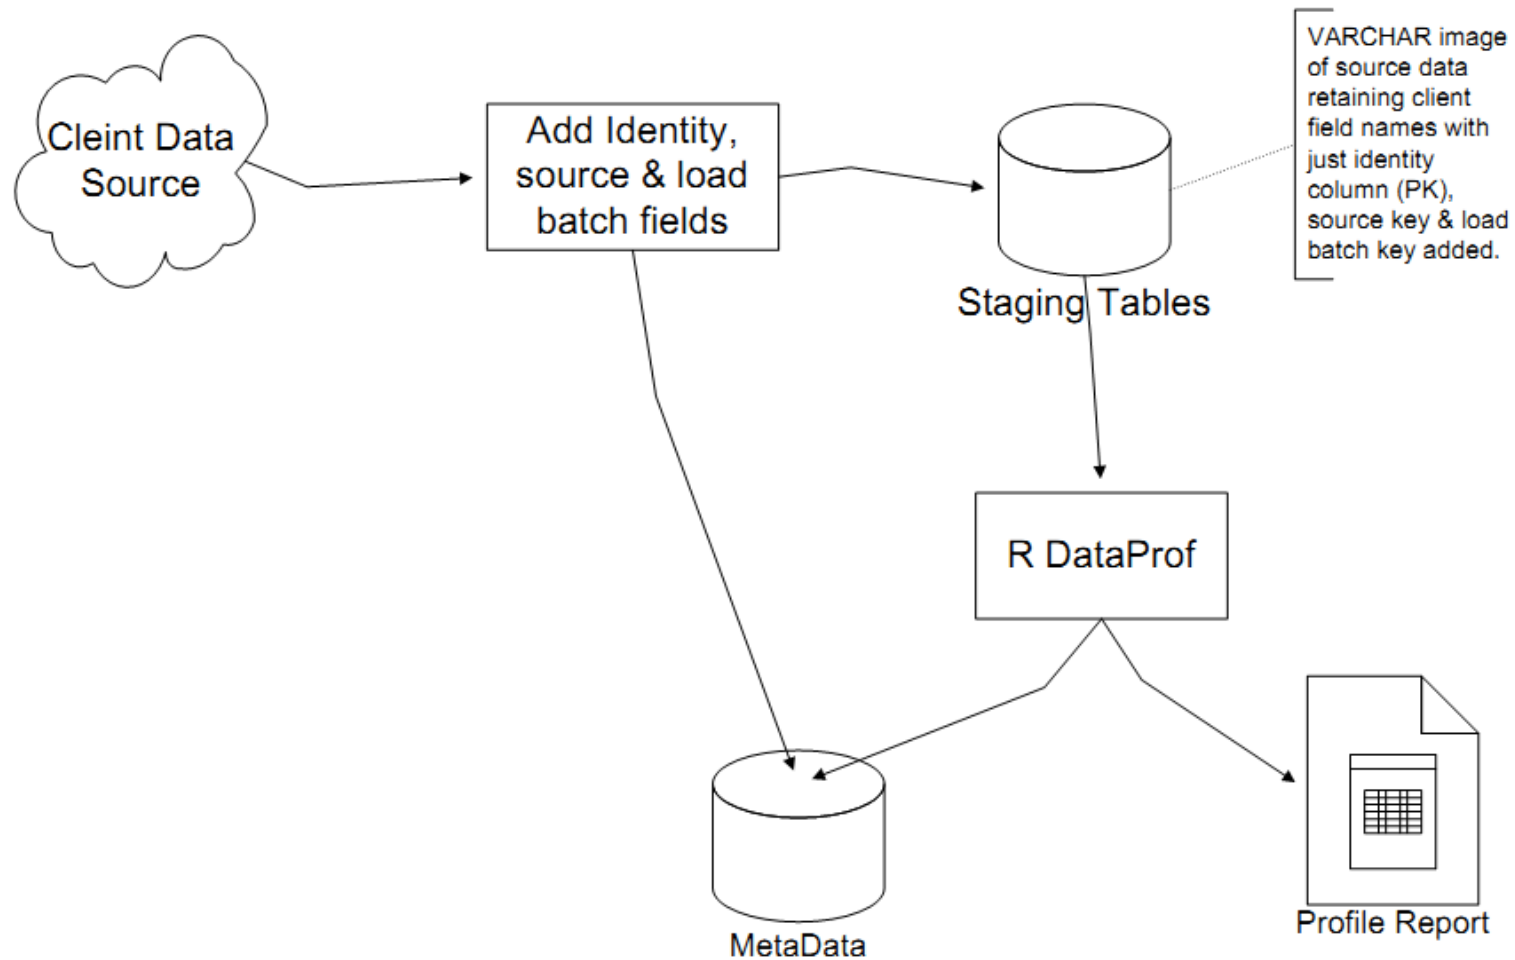 Cleint Data
Source
Add Identity,
source & load
batch fields
Staging Tables
VARCHAR image
of source data
retaining client
field names with
just identity
column (PK),
source key & load
batch key added.
R DataProf
MetaData
Profile Report